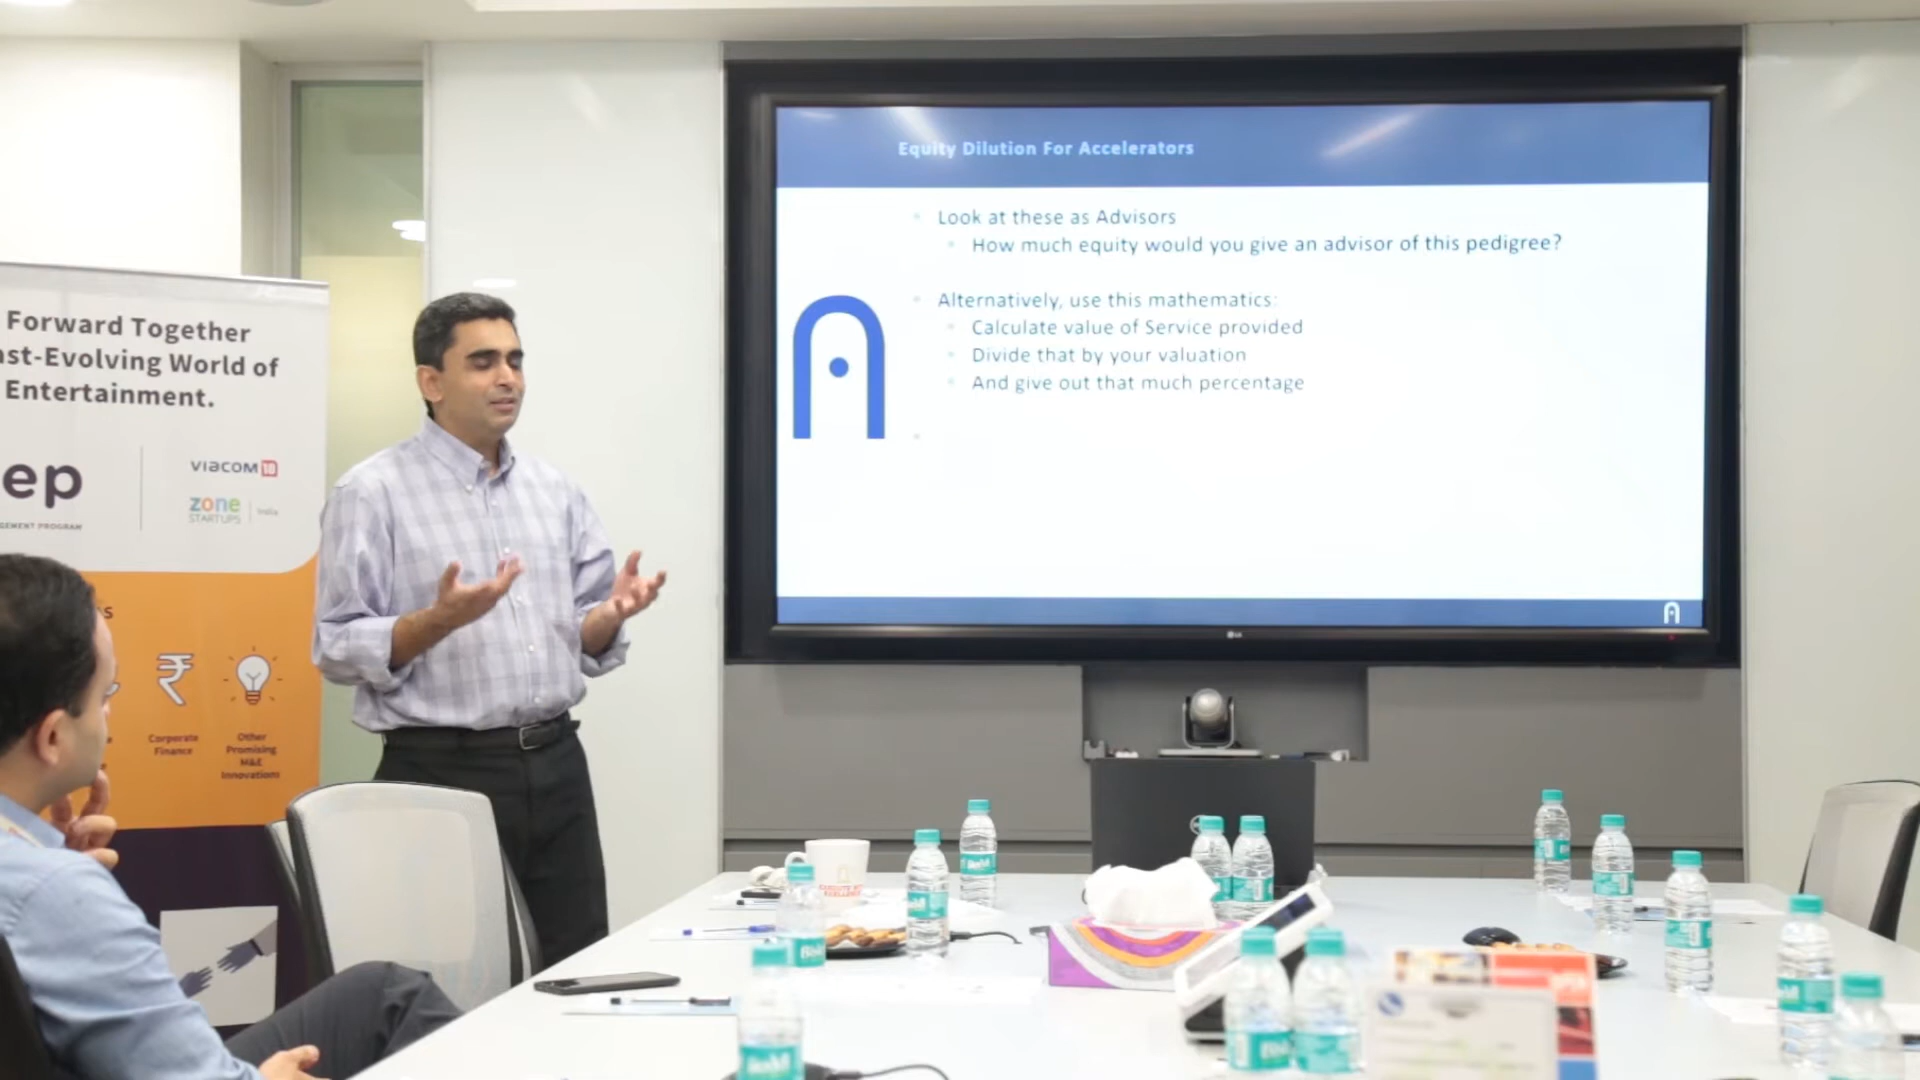 Equity Dilution For Accelerators
Look at these as Advisors
How much equity would you give an advisor of this pedigree?
Alternatively, use this mathematics:
Calculate value of Service provided
Divide that by your valuation
And give out that much percentage
LG
Forward Together
ast-Evolving World of
Entertainment.
ep
GEMENT PROGRAM
VIACOM18
zone
STARTUPS
India
s
Corporate
Finance
Other
Promising
M&E
Innovations